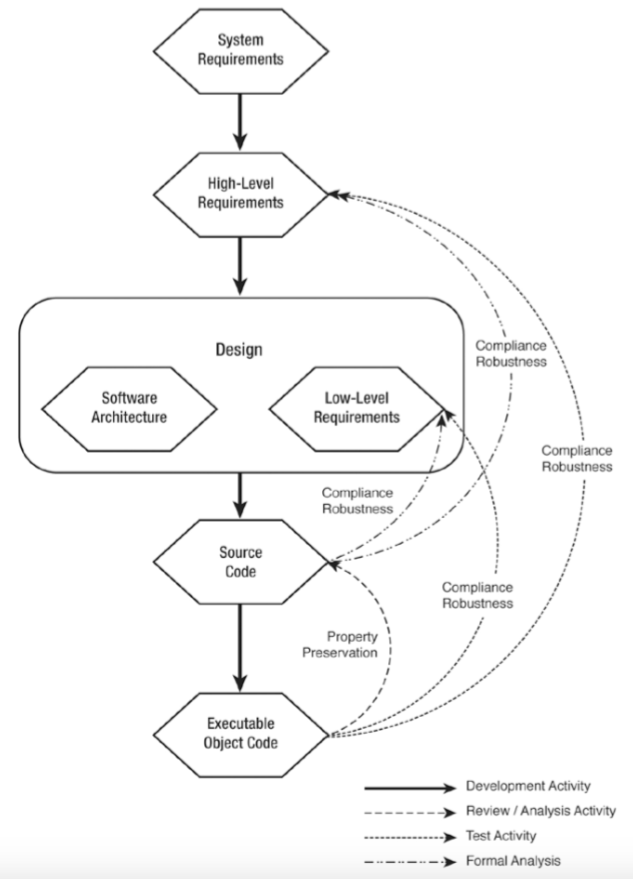 System
Requirements
High-Level
Requirements
Design
Software
Architecture
Low-Level
Requirements
Compliance
Robustness
Compliance
Robustness
Compliance
Robustness
Source
Code
Compliance
Robustness
Property
Preservation
Executable
Object Code
Development Activity
Review / Analysis Activity
Test Activity
Formal Analysis